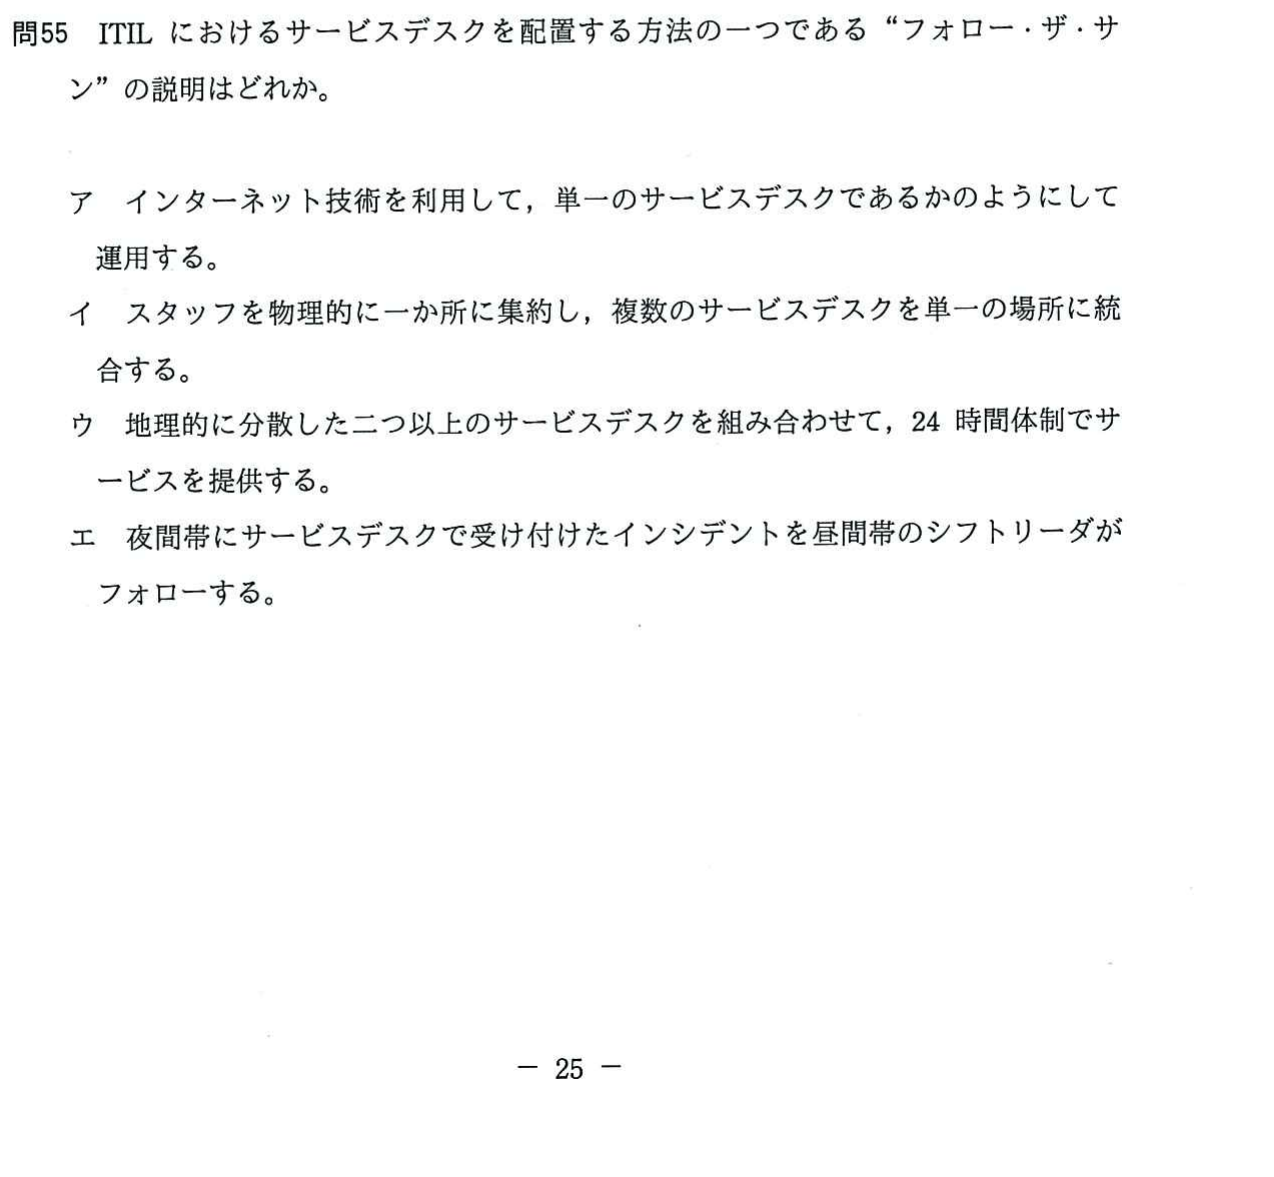 問55 ITIL におけるサービスデスクを配置する方法の一つである“フォロー・ザ・サ
ン”の説明はどれか。
ア インターネット技術を利用して，単一のサービスデスクであるかのようにして
運用する。
イ スタッフを物理的に一か所に集約し，複数のサービスデスクを単一の場所に統
合する。
ウ 地理的に分散した二つ以上のサービスデスクを組み合わせて，24 時間体制でサ
ービスを提供する。
エ 夜間帯にサービスデスクで受け付けたインシデントを昼間帯のシフトリーダが
フォローする。
― 25 ―